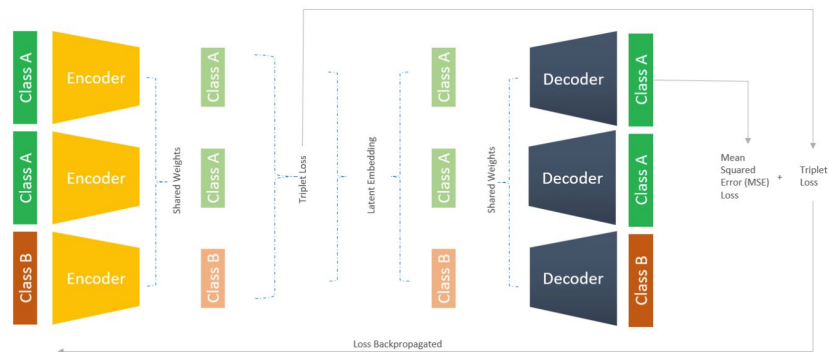 Class A
Encoder
Class A
Class A
Decoder
Class A
Class A
Encoder
Shared Weights
Class A
Triplet Loss
Latent Embedding
Class A
Shared Weights
Decoder
Class A
Mean
Squared
Error (MSE)
Loss
+
Triplet
Loss
Class B
Encoder
Class B
Class B
Decoder
Class B
Loss Backpropagated